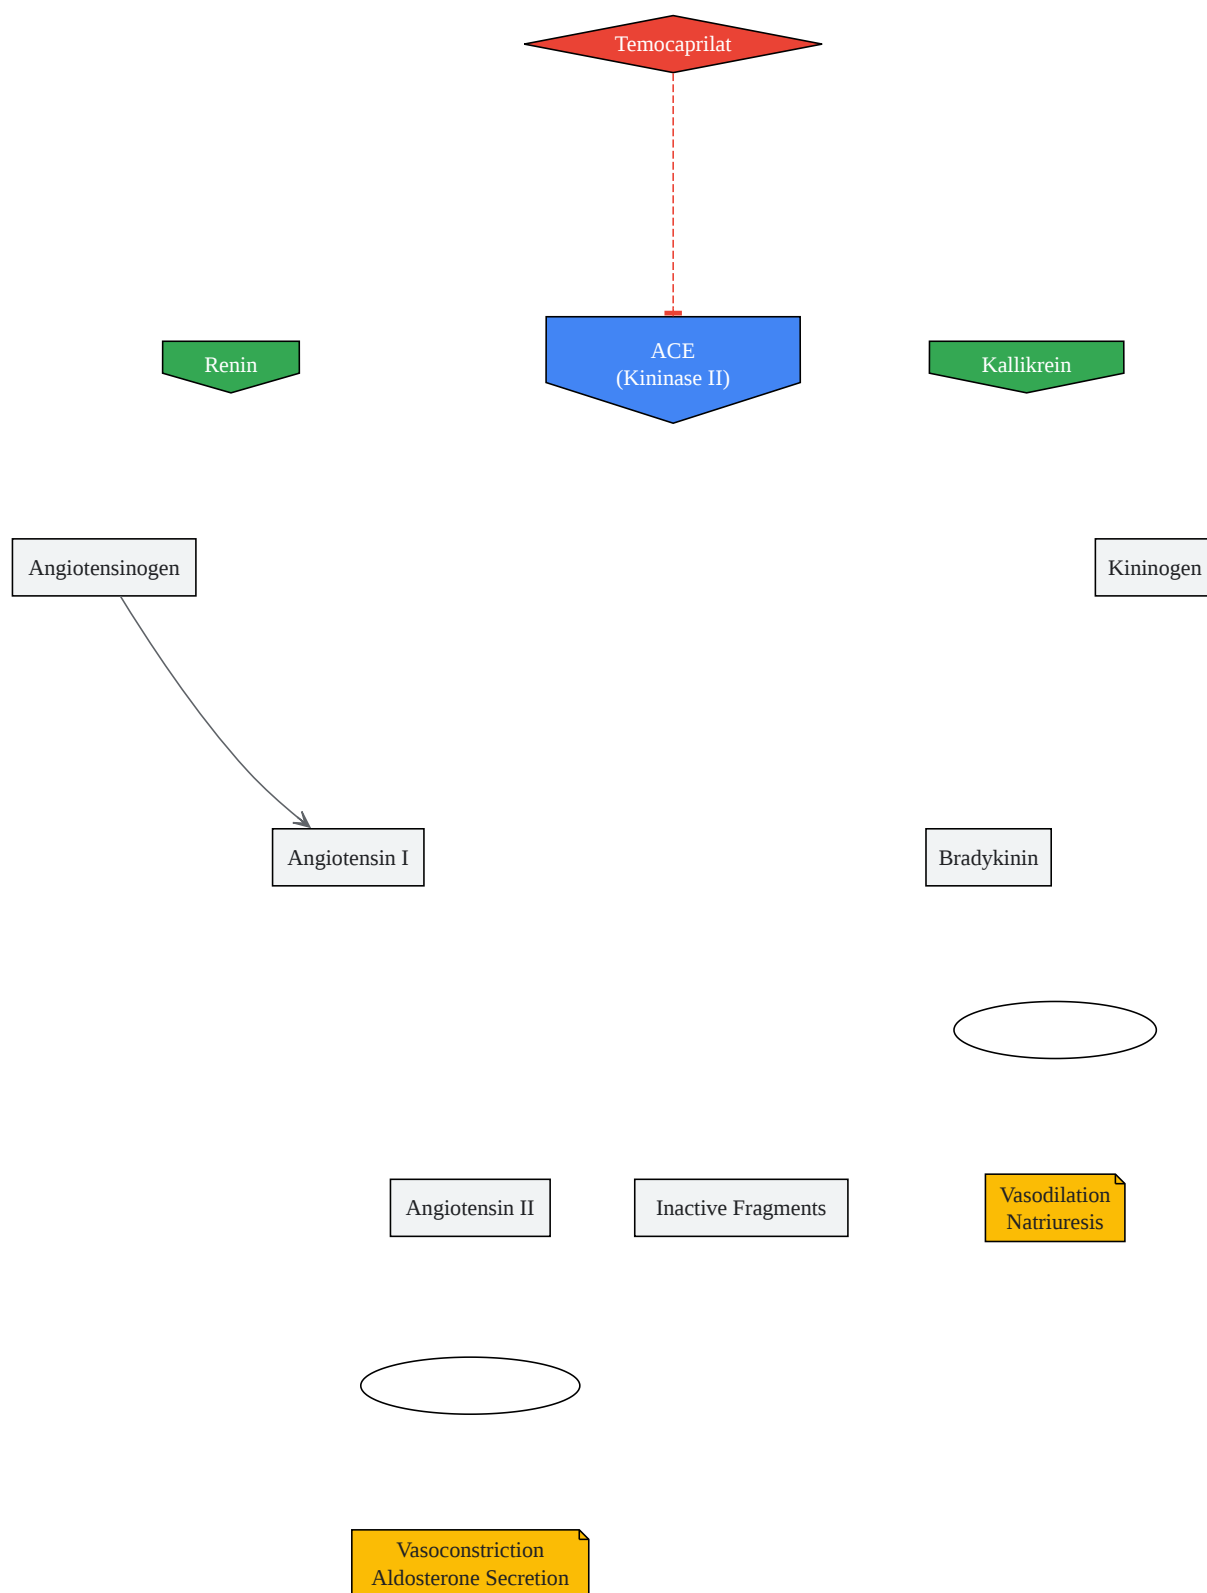 Temocaprilat
ACE
(Kininase II)
Renin
Kallikrein
Angiotensinogen
Kininogen
Angiotensin I
Bradykinin
Angiotensin II
Inactive Fragments
Vasodilation
Natriuresis
Vasoconstriction
Aldosterone Secretion